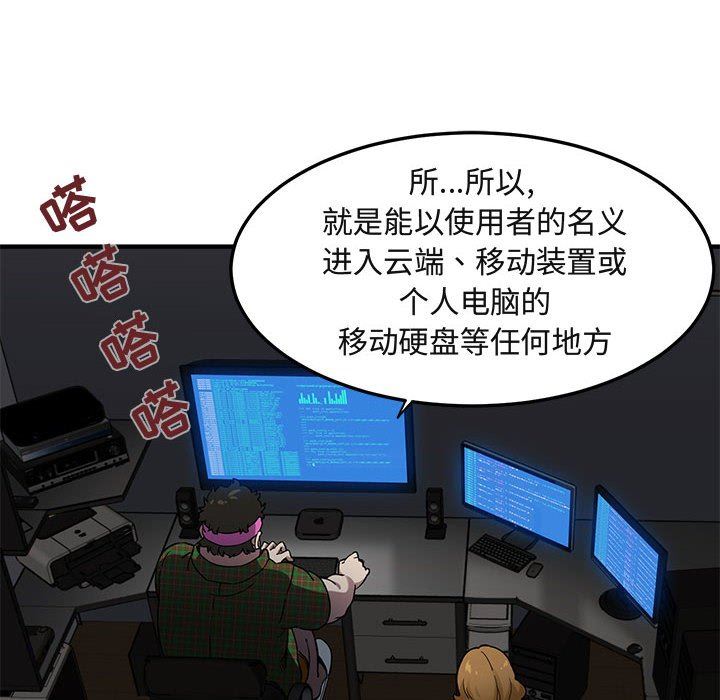 所...所以,
就是能以使用者的名义
进入云端、移动装置或
个人电脑的
移动硬盘等任何地方
嗒
嗒
嗒
嗒